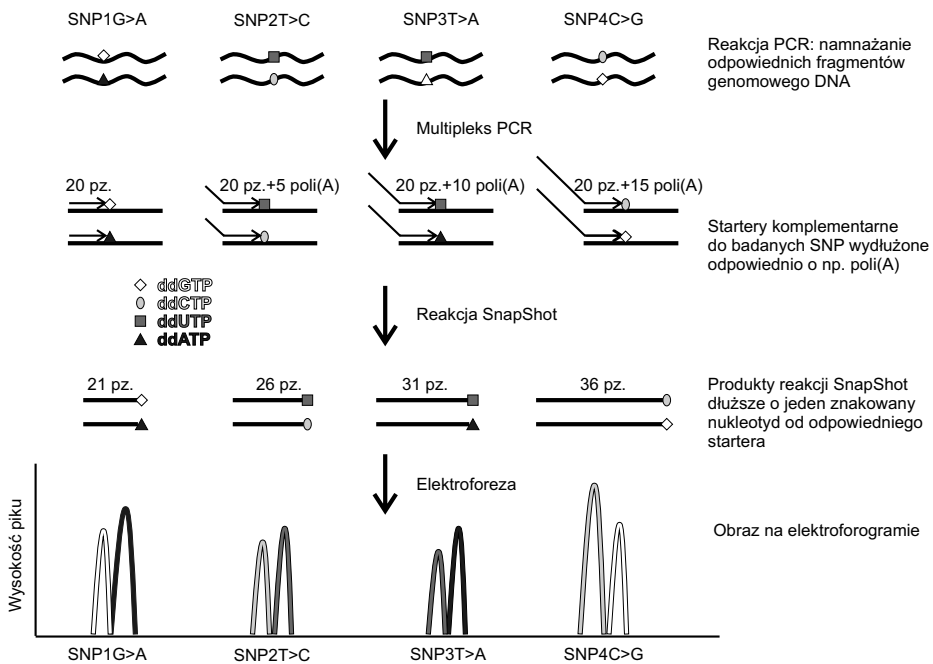 SNP1G>A
SNP2T>C
SNP3T>A
SNP4C>G
Reakcja PCR: namnażanie
odpowiednich fragmentów
genomowego DNA
Multipleks PCR
20 pz.
20 pz.+5 poli(A)
20 pz.+10 poli(A)
20 pz.+15 poli(A)
Startery komplementarne
do badanych SNP wydłużone
odpowiednio o np. poli(A)
ddGTP
ddCTP
ddUTP
ddATP
Reakcja SnapShot
21 pz.
26 pz.
31 pz.
36 pz.
Produkty reakcji SnapShot
dłuższe o jeden znakowany
nukleotyd od odpowiedniego
startera
Elektroforeza
Wysokość piku
Obraz na elektroforogramie
SNP1G>A
SNP2T>C
SNP3T>A
SNP4C>G